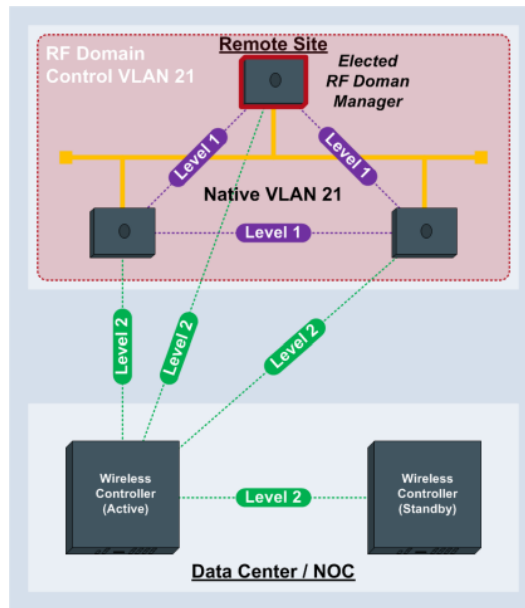 Remote Site
RF Domain
Control VLAN 21
Elected
RF Doman
Manager
Level 1
Level 1
Native VLAN 21
Level 1
Level 2
Level 2
Level 2
Wireless
Controller
(Active)
Level 2
Wireless
Controller
(Standby)
Data Center / NOC